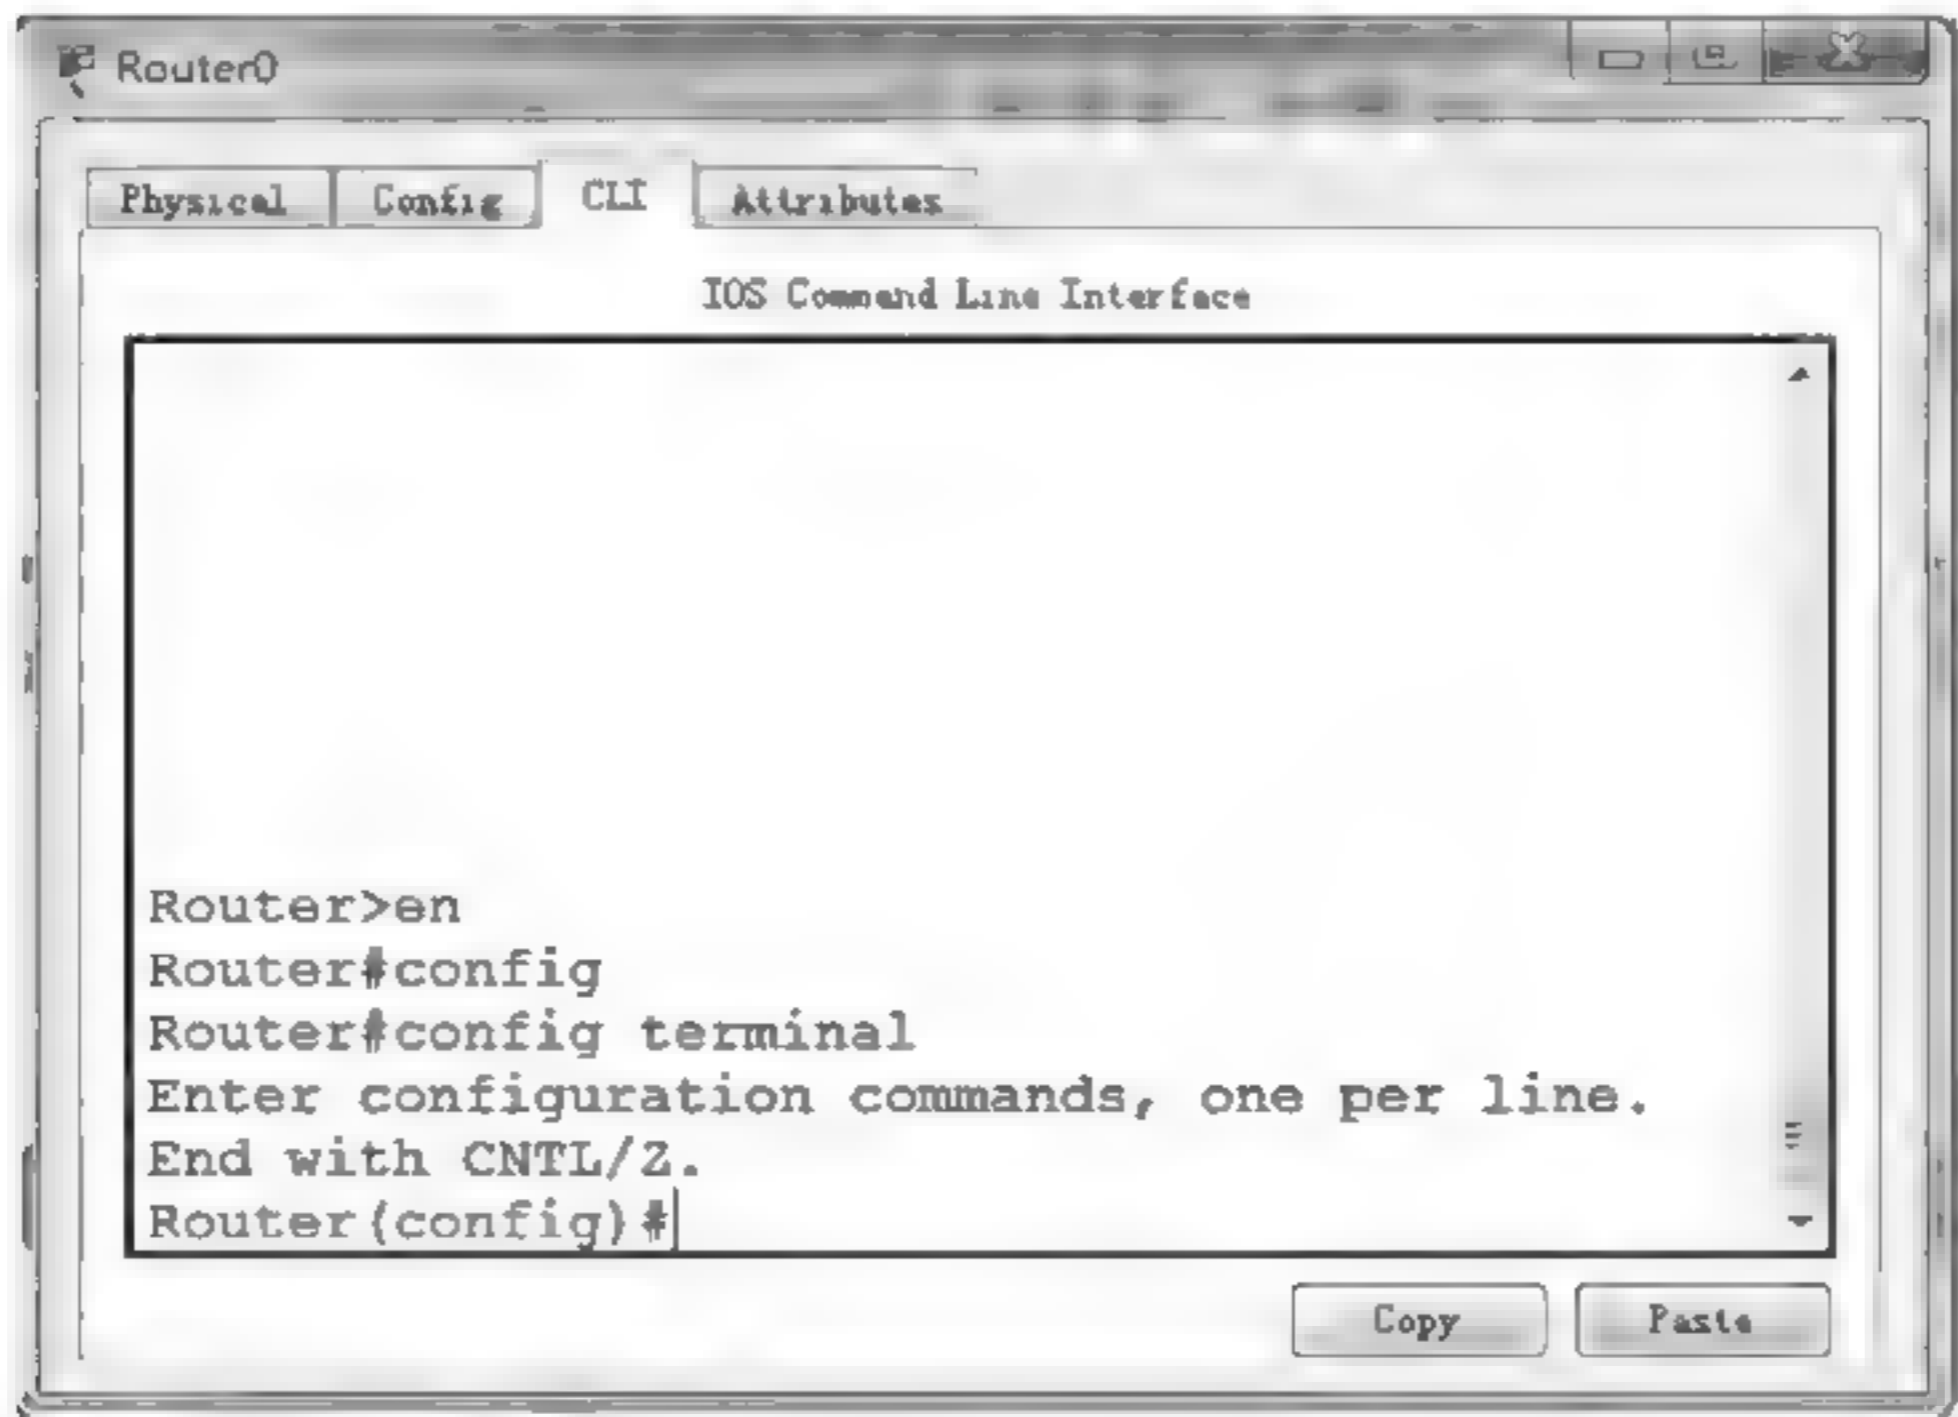 Router0
Physical Config CLI Attributes
IOS Command Line Interface
Router>en
Router#config
Router#config terminal
Enter configuration commands, one per line.
End with CNTL/Z.
Router(config)#
Copy Paste